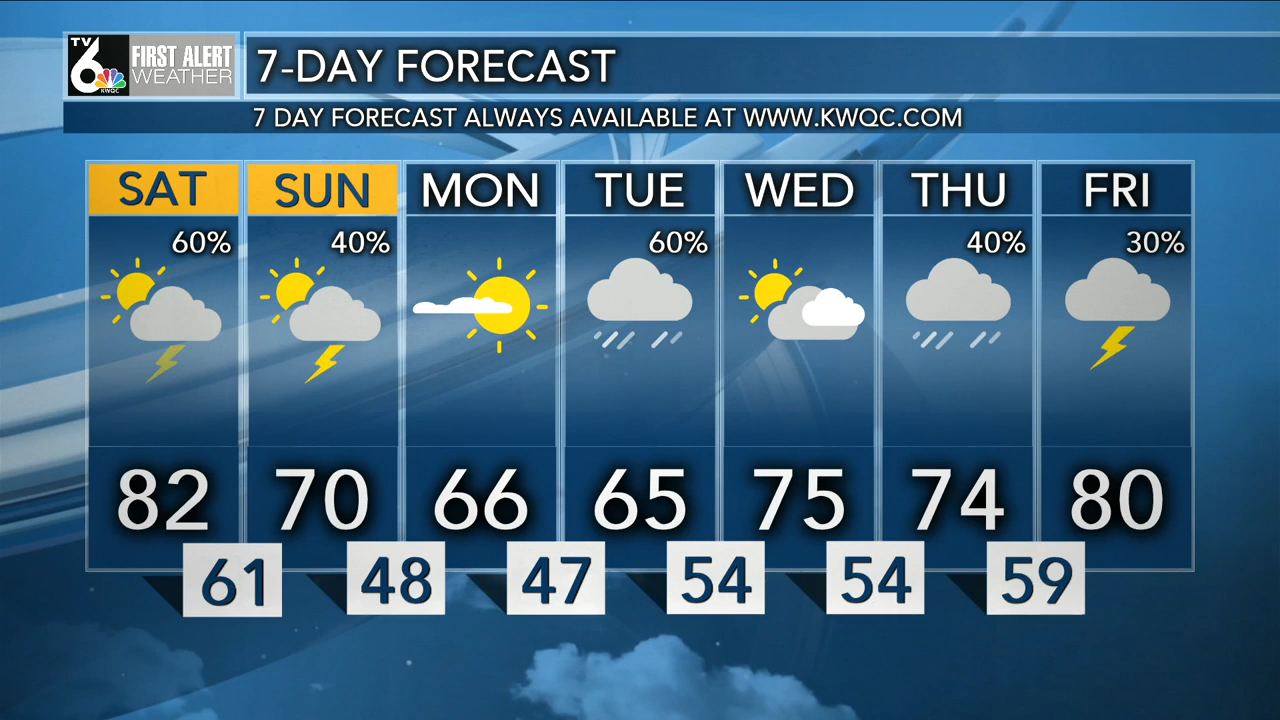 TV
6
KWQC
FIRST ALERT
WEATHER
7-DAY FORECAST
7 DAY FORECAST ALWAYS AVAILABLE AT WWW.KWQC.COM
SAT SUN MON TUE WED THU FRI
60% 40% 60% 40% 30%
82 70 66 65 75 74 80
61 48 47 54 54 59